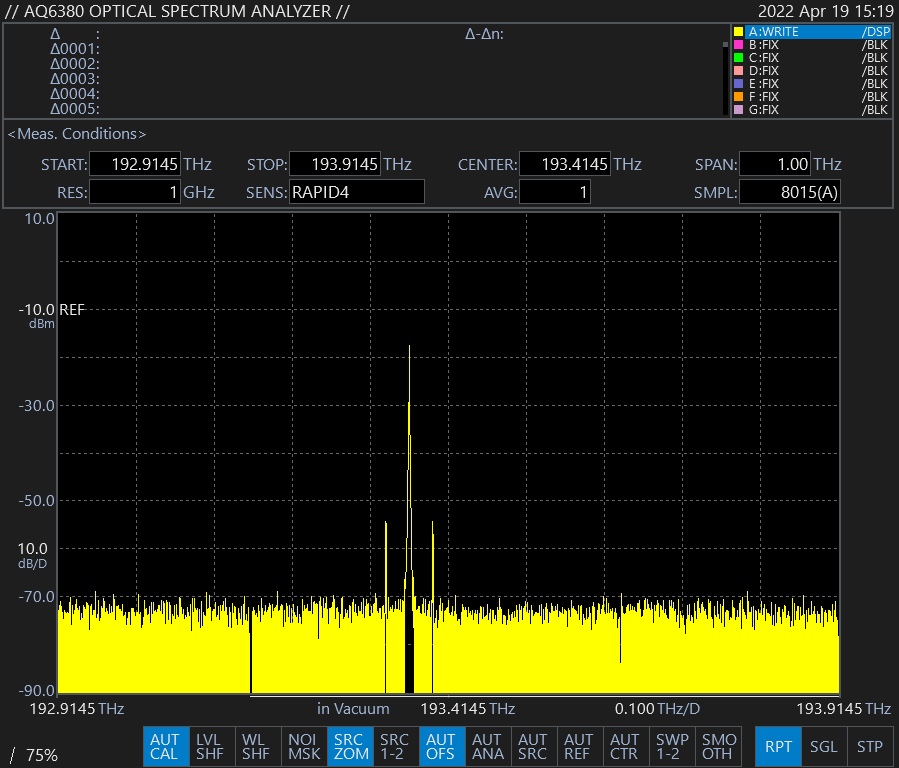 // AQ6380 OPTICAL SPECTRUM ANALYZER // 2022 Apr 19 15:19
Δ : Δ-Δn:
Δ0001:
Δ0002:
Δ0003:
Δ0004:
Δ0005:
A:WRITE /DSP
B:FIX /BLK
C:FIX /BLK
D:FIX /BLK
E:FIX /BLK
F:FIX /BLK
G:FIX /BLK
<Meas. Conditions>
START: 192.9145 THz STOP: 193.9145 THz CENTER: 193.4145 THz SPAN: 1.00 THz
RES: 1 GHz SENS: RAPID4 AVG: 1 SMPL: 8015(A)
10.0
-10.0 REF
dBm
-30.0
-50.0
10.0
dB/D
-70.0
-90.0
192.9145 THz in Vacuum 193.4145 THz 0.100 THz/D 193.9145 THz
/ 75%
AUT CAL
LVL SHF
WL SHF
NOI MSK
SRC ZOM
SRC 1-2
AUT OFS
AUT ANA
AUT SRC
AUT REF
AUT CTR
SWP 1-2
SMO OTH
RPT
SGL
STP